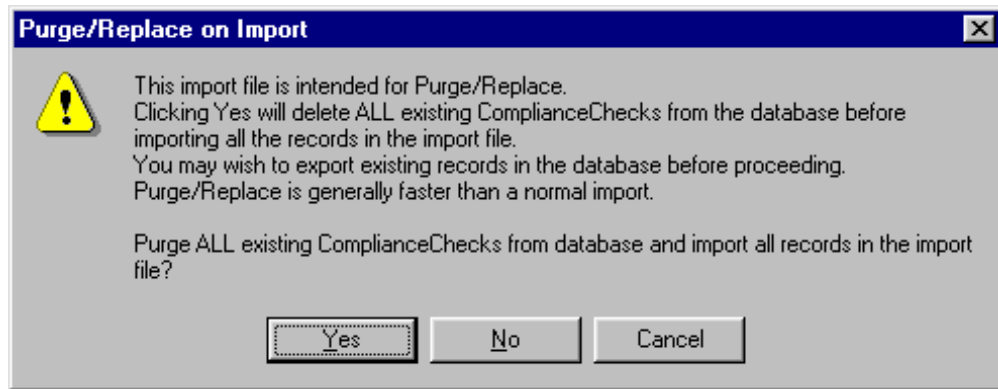 Purge/Replace on Import
This import file is intended for Purge/Replace.
Clicking Yes will delete ALL existing ComplianceChecks from the database before
importing all the records in the import file.
You may wish to export existing records in the database before proceeding.
Purge/Replace is generally faster than a normal import.
Purge ALL existing ComplianceChecks from database and import all records in the import
file?
Yes No Cancel